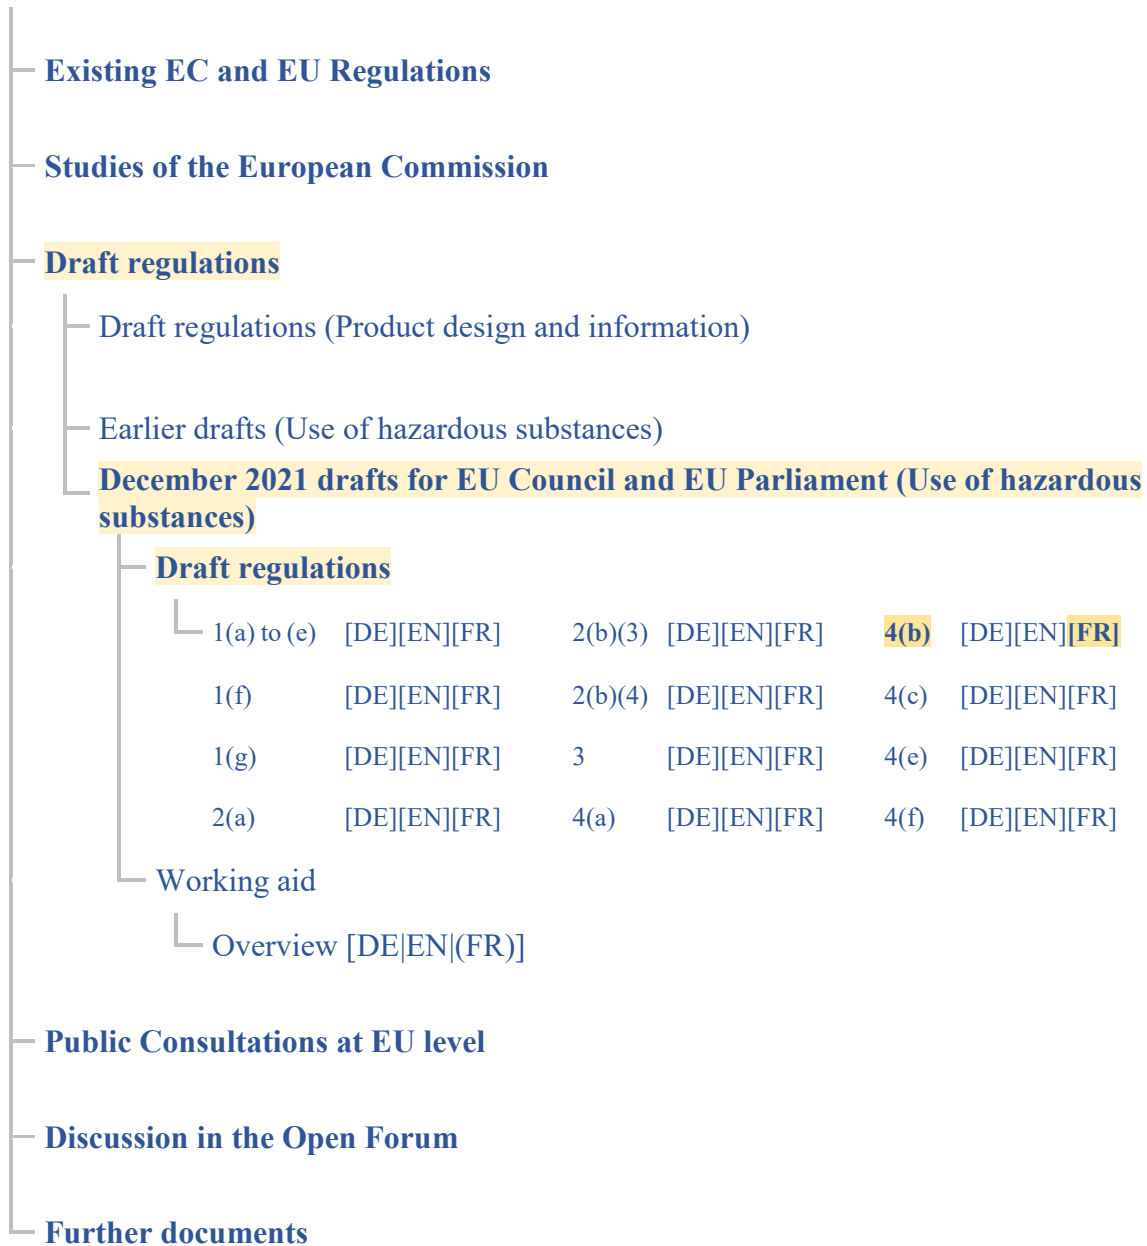 Existing EC and EU Regulations
Studies of the European Commission
Draft regulations
Draft regulations (Product design and information)
Earlier drafts (Use of hazardous substances)
December 2021 drafts for EU Council and EU Parliament (Use of hazardous
substances)
Draft regulations
1(a) to (e) [DE][EN][FR] 2(b)(3) [DE][EN][FR] 4(b) [DE][EN][FR]
1(f) [DE][EN][FR] 2(b)(4) [DE][EN][FR] 4(c) [DE][EN][FR]
1(g) [DE][EN][FR] 3 [DE][EN][FR] 4(e) [DE][EN][FR]
2(a) [DE][EN][FR] 4(a) [DE][EN][FR] 4(f) [DE][EN][FR]
Working aid
Overview [DE|EN|(FR)]
Public Consultations at EU level
Discussion in the Open Forum
Further documents